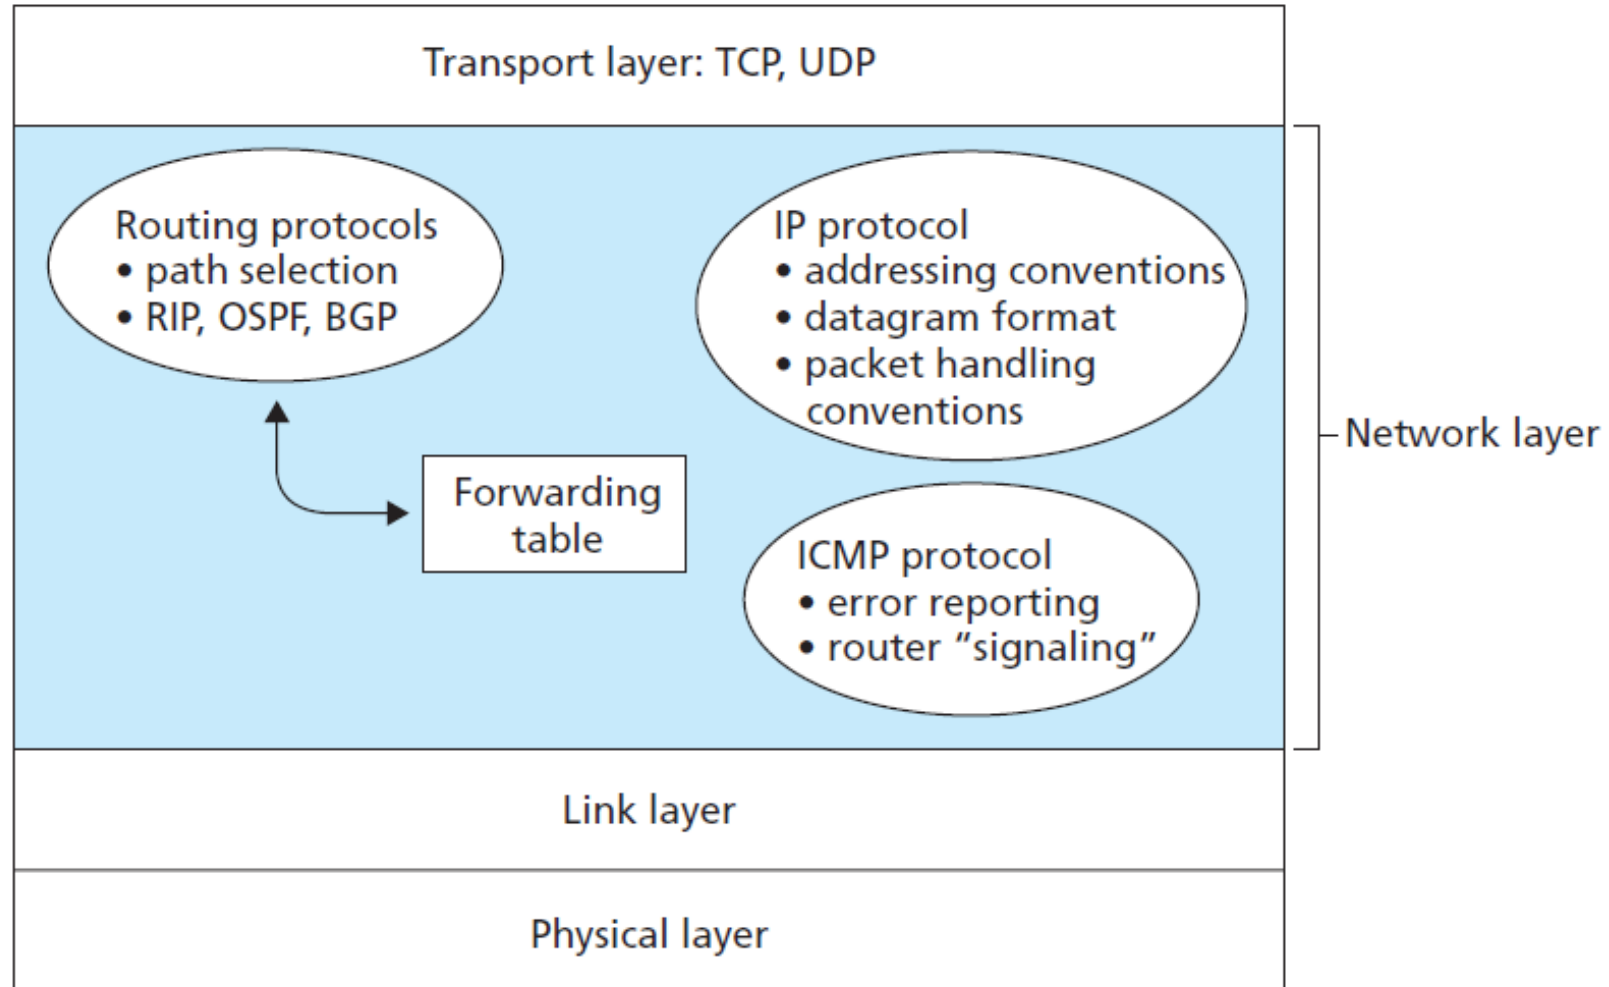 Transport layer: TCP, UDP
Routing protocols
• path selection
• RIP, OSPF, BGP
IP protocol
• addressing conventions
• datagram format
• packet handling
conventions
Network layer
Forwarding
table
ICMP protocol
• error reporting
• router “signaling”
Link layer
Physical layer